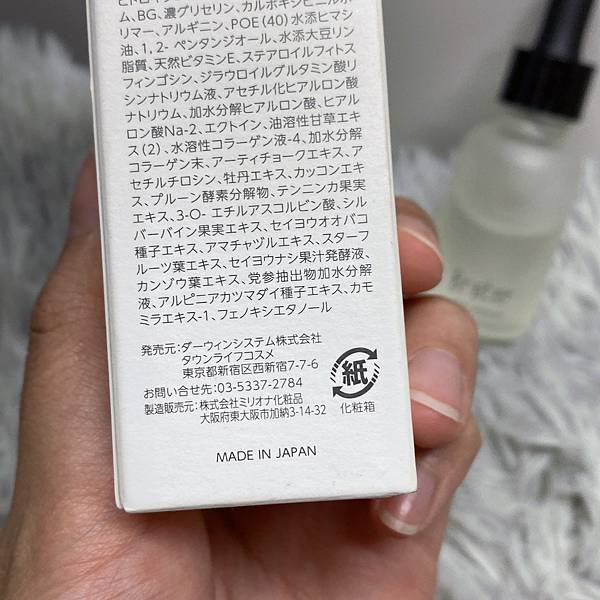 ム、BG、濃グリセリン、カルボキシビニルポ
リマー、アルギニン、POE(40)水添ヒマシ
油、1,2- ペンタンジオール、水添大豆リン
脂質、天然ビタミンE、ステアロイルフィトス
フィンゴシン、ジラウロイルグルタミン酸リ
シンナトリウム液、アセチル化ヒアルロン酸
ナトリウム、加水分解ヒアルロン酸、ヒアル
ロン酸Na-2、エクトイン、油溶性甘草エキ
ス(2)、水溶性コラーゲン液-4、加水分解
コラーゲン末、アーティチョークエキス、ア
セチルチロシン、牡丹エキス、カッコンエキ
ス、プルーン酵素分解物、テンニンカ果実
エキス、3-O- エチルアスコルビン酸、シル
バーバイン果実エキス、セイヨウオオバコ
種子エキス、アマチャヅルエキス、スターフ
ルーツ葉エキス、セイヨウナシ果汁発酵液、
カンゾウ葉エキス、党参抽出物加水分解
液、アルピニアカツマダイ種子エキス、カモ
ミラエキス-1、フェノキシエタノール
発売元:ダーウィンシステム株式会社
タウンライフコスメ
東京都新宿区西新宿7-7-6
お問い合せ先:03-5337-2784
製造販売元:株式会社ミリオナ化粧品
大阪府東大阪市加納3-14-32
紙
化粧箱
MADE IN JAPAN